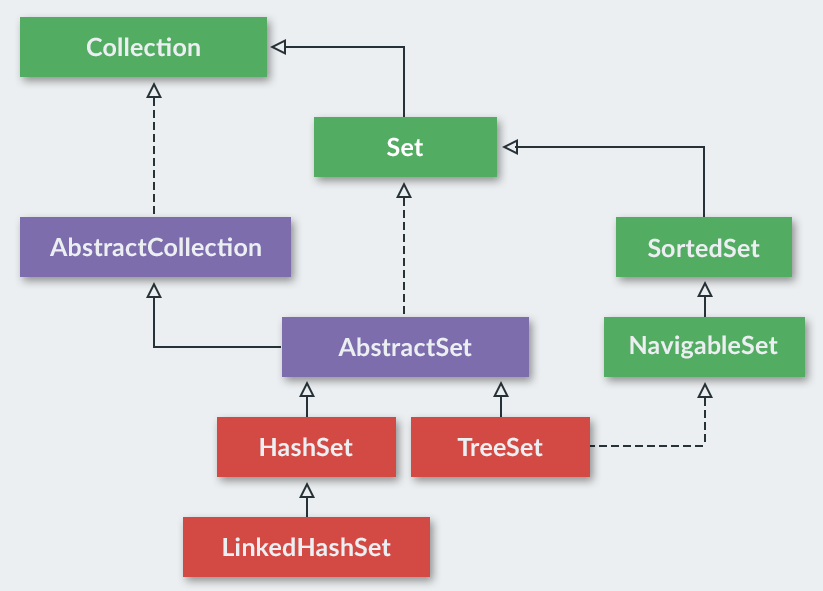 Collection
Set
AbstractCollection
SortedSet
AbstractSet
NavigableSet
HashSet
TreeSet
LinkedHashSet